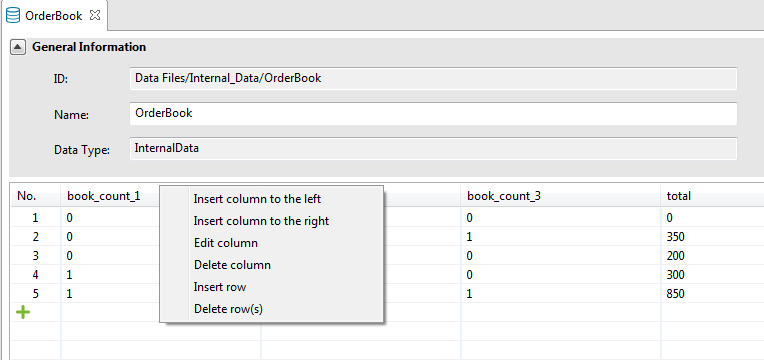 OrderBook
General Information
ID: Data Files/Internal_Data/OrderBook
Name: OrderBook
Data Type: InternalData
No. book_count_1 book_count_3 total
1 0 0 0
2 0 1 350
3 0 0 200
4 1 0 300
5 1 1 850
Insert column to the left
Insert column to the right
Edit column
Delete column
Insert row
Delete row(s)